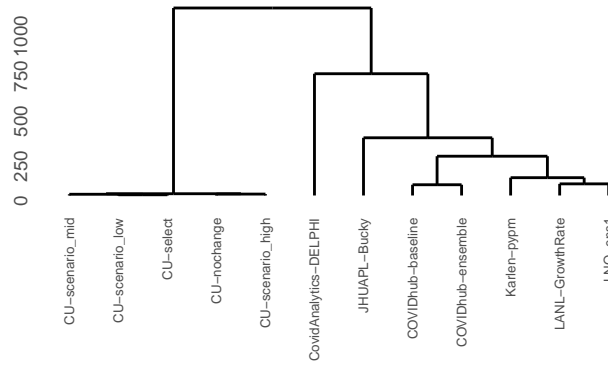 1000
750
500
250
0
CU−scenario_mid
CU−scenario_low
CU−select
CU−nochange
CU−scenario_high
CovidAnalytics−DELPHI
JHUAPL−Bucky
COVIDhub−baseline
COVIDhub−ensemble
Karlen−pypm
LANL−GrowthRate